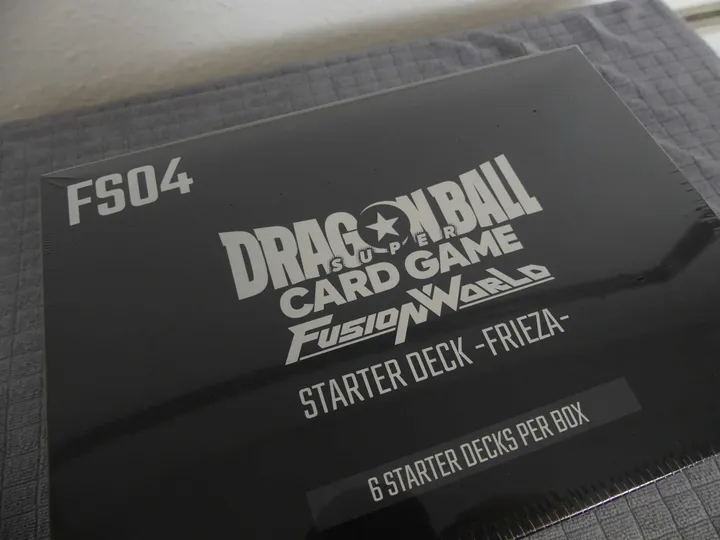 FS04
DRAGON BALL
SUPER
CARD GAME
FUSION WORLD
STARTER DECK -FRIEZA-
6 STARTER DECKS PER BOX